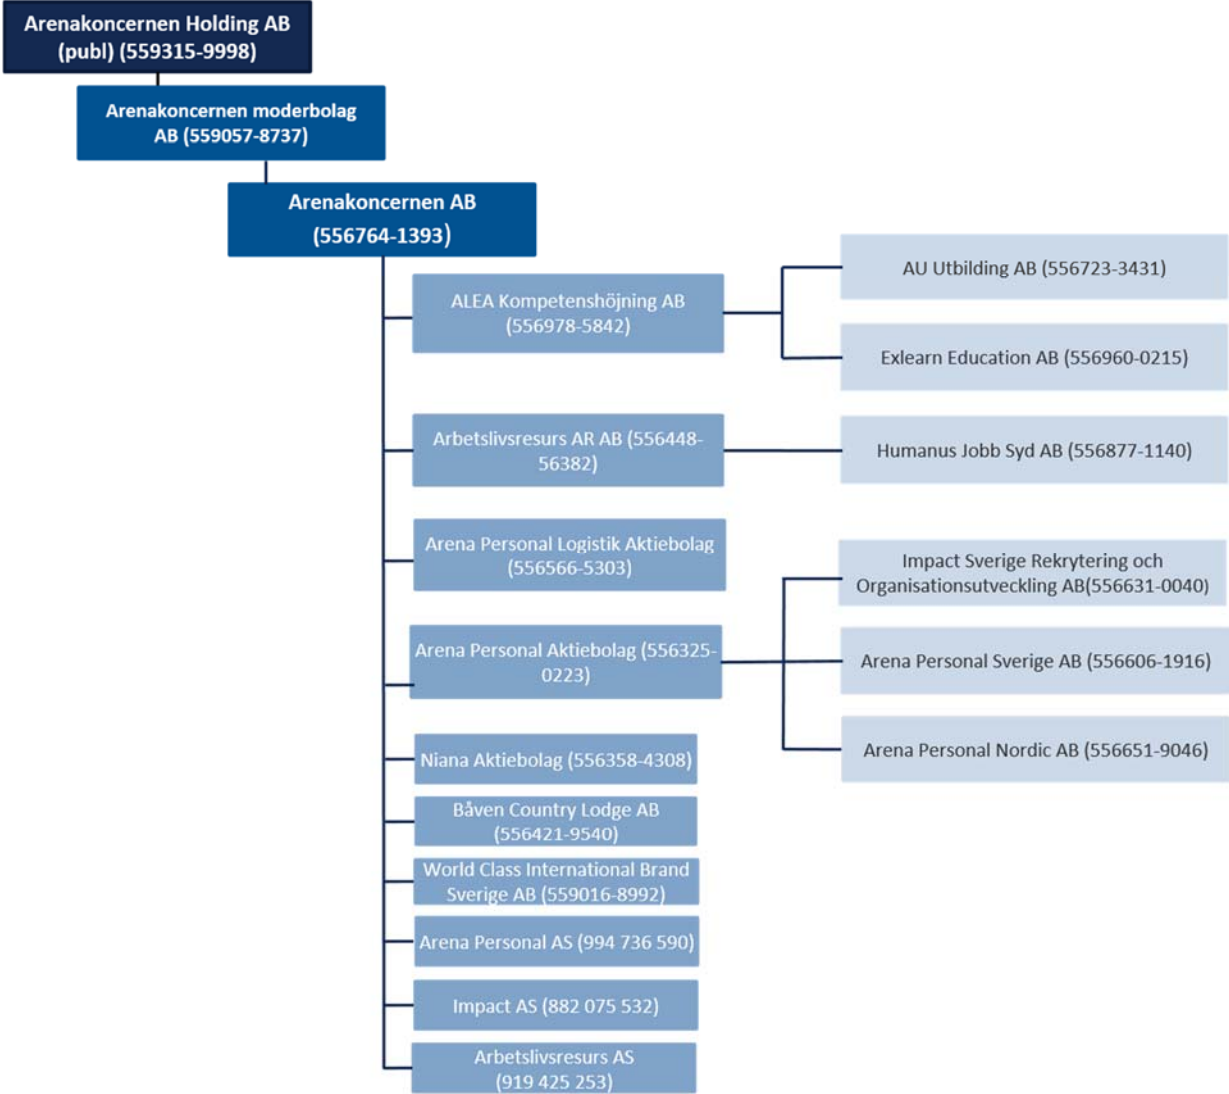 Arenakoncernen Holding AB
(publ) (559315-9998)
Arenakoncernen moderbolag
AB (559057-8737)
Arenakoncernen AB
(556764-1393)
ALEA Kompetenshöjning AB
(556978-5842)
AU Utbilding AB (556723-3431)
Exlearn Education AB (556960-0215)
Arbetslivsresurs AR AB (556448-
56382)
Humanus Jobb Syd AB (556877-1140)
Arena Personal Logistik Aktiebolag
(556566-5303)
Arena Personal Aktiebolag (556325-
0223)
Impact Sverige Rekrytering och
Organisationsutveckling AB(556631-0040)
Arena Personal Sverige AB (556606-1916)
Arena Personal Nordic AB (556651-9046)
Niana Aktiebolag (556358-4308)
Båven Country Lodge AB
(556421-9540)
World Class International Brand
Sverige AB (559016-8992)
Arena Personal AS (994 736 590)
Impact AS (882 075 532)
Arbetslivsresurs AS
(919 425 253)